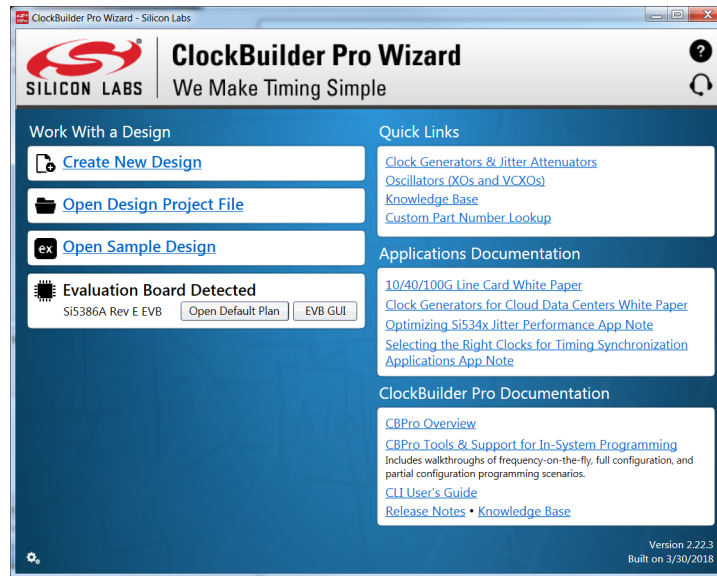 ClockBuilder Pro Wizard - Silicon Labs
SILICON LABS
ClockBuilder Pro Wizard
We Make Timing Simple
?
Work With a Design
Create New Design
Open Design Project File
ex Open Sample Design
Evaluation Board Detected
Si5386A Rev E EVB Open Default Plan EVB GUI
Quick Links
Clock Generators & Jitter Attenuators
Oscillators (XOs and VCXOs)
Knowledge Base
Custom Part Number Lookup
Applications Documentation
10/40/100G Line Card White Paper
Clock Generators for Cloud Data Centers White Paper
Optimizing Si534x Jitter Performance App Note
Selecting the Right Clocks for Timing Synchronization
Applications App Note
ClockBuilder Pro Documentation
CBPro Overview
CBPro Tools & Support for In-System Programming
Includes walkthroughs of frequency-on-the-fly, full configuration, and
partial configuration programming scenarios.
CLI User's Guide
Release Notes • Knowledge Base
Version 2.22.3
Built on 3/30/2018